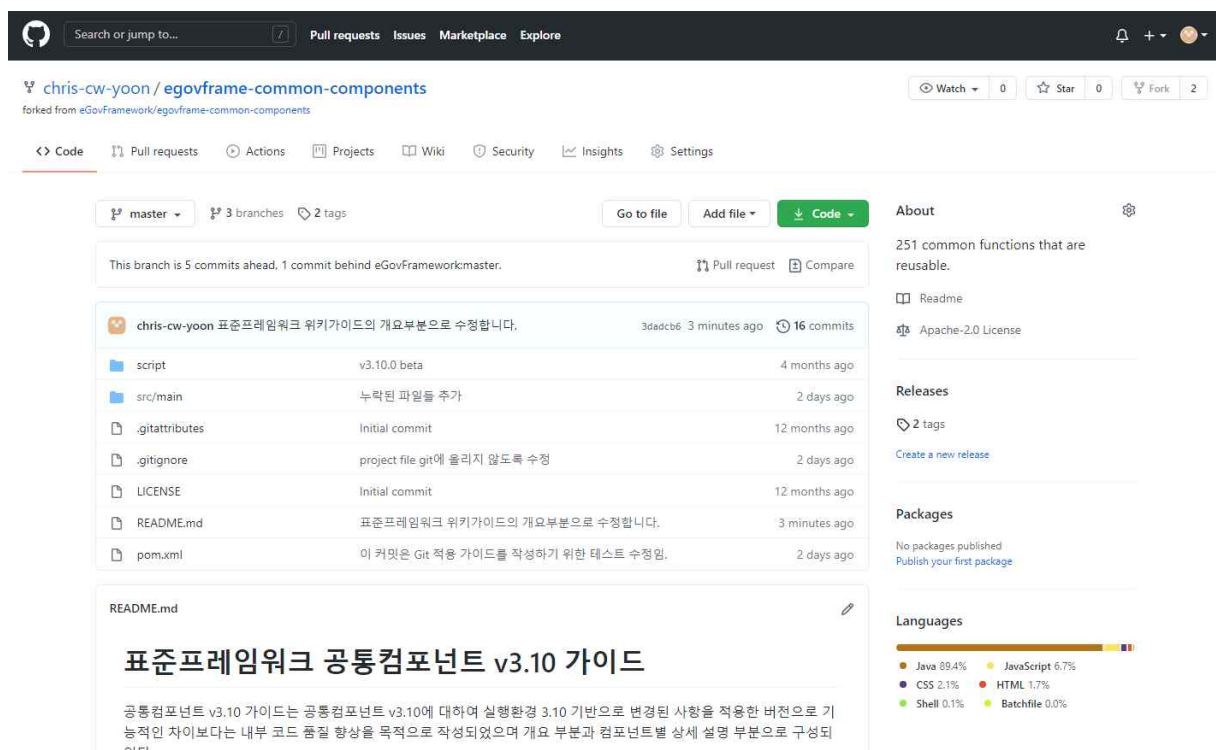 Search or jump to... /
Pull requests Issues Marketplace Explore
chris-cw-yoon / egovframe-common-components
forked from eGovFramework/egovframe-common-components
Watch 0 Star 0 Fork 2
<> Code Pull requests Actions Projects Wiki Security Insights Settings
master 3 branches 2 tags Go to file Add file Code
This branch is 5 commits ahead, 1 commit behind eGovFramework:master. Pull request Compare
chris-cw-yoon 표준프레임워크 위키가이드의 개요부분으로 수정합니다. 3dadcb6 3 minutes ago 16 commits
script v3.10.0 beta 4 months ago
src/main 누락된 파일들 추가 2 days ago
.gitattributes Initial commit 12 months ago
.gitignore project file git에 올리지 않도록 수정 2 days ago
LICENSE Initial commit 12 months ago
README.md 표준프레임워크 위키가이드의 개요부분으로 수정합니다. 3 minutes ago
pom.xml 이 커밋은 Git 적용 가이드를 작성하기 위한 테스트 수정임. 2 days ago
README.md
표준프레임워크 공통컴포넌트 v3.10 가이드
공통컴포넌트 v3.10 가이드는 공통컴포넌트 v3.10에 대하여 실행환경 3.10 기반으로 변경된 사항을 적용한 버전으로 기
능적인 차이보다는 내부 코드 품질 향상을 목적으로 작성되었으며 개요 부분과 컴포넌트별 상세 설명 부분으로 구성되
About
251 common functions that are
reusable.
Readme
Apache-2.0 License
Releases
2 tags
Create a new release
Packages
No packages published
Publish your first package
Languages
Java 89.4% JavaScript 6.7%
CSS 2.1% HTML 1.7%
Shell 0.1% Batchfile 0.0%